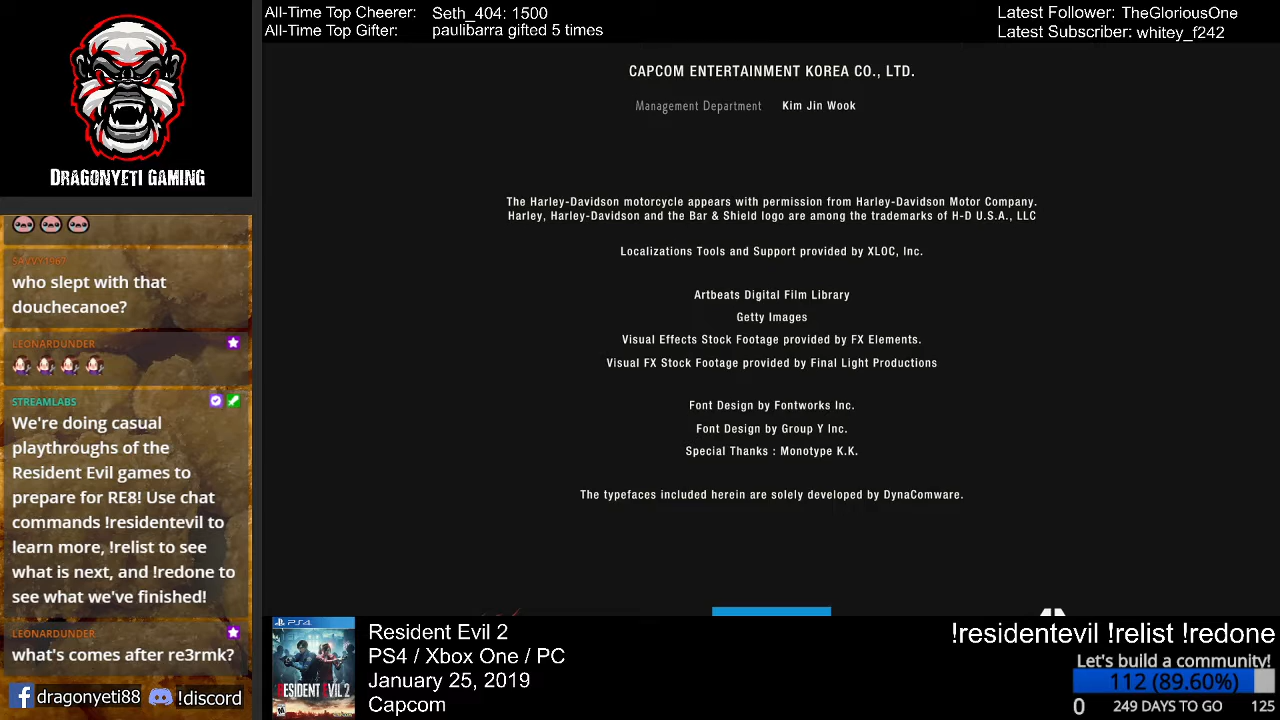 All-Time Top Cheerer: Seth_404: 1500
All-Time Top Gifter: paulibarra gifted 5 times
Latest Follower: TheGloriousOne
Latest Subscriber: whitey_f242
DRAGONYETI GAMING
SAVVY1967
who slept with that
douchecanoe?
LEONARDUNDER
STREAMLABS
We're doing casual
playthroughs of the
Resident Evil games to
prepare for RE8! Use chat
commands !residentevil to
learn more, !relist to see
what is next, and !redone to
see what we've finished!
LEONARDUNDER
what's comes after re3rmk?
dragonyeti88 !discord
CAPCOM ENTERTAINMENT KOREA CO., LTD.
Management Department Kim Jin Wook
The Harley-Davidson motorcycle appears with permission from Harley-Davidson Motor Company.
Harley, Harley-Davidson and the Bar & Shield logo are among the trademarks of H-D U.S.A., LLC
Localizations Tools and Support provided by XLOC, Inc.
Artbeats Digital Film Library
Getty Images
Visual Effects Stock Footage provided by FX Elements.
Visual FX Stock Footage provided by Final Light Productions
Font Design by Fontworks Inc.
Font Design by Group Y Inc.
Special Thanks : Monotype K.K.
The typefaces included herein are solely developed by DynaComware.
PS4
RESIDENT EVIL 2
Resident Evil 2
PS4 / Xbox One / PC
January 25, 2019
Capcom
!residentevil !relist !redone
Let's build a community!
112 (89.60%)
0 249 DAYS TO GO 125